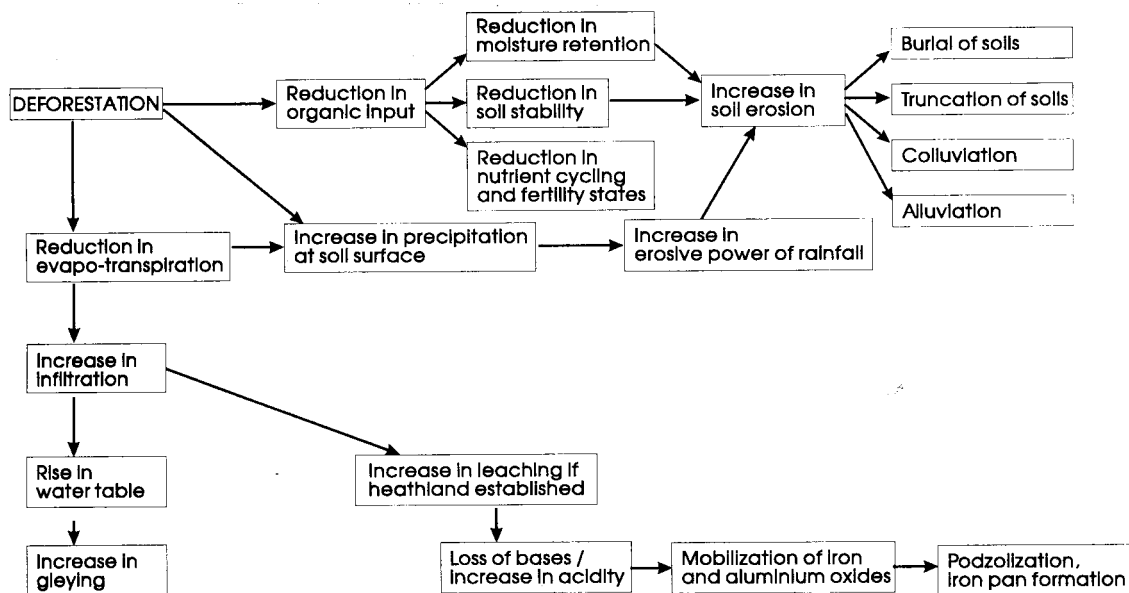 Reduction in
moisture retention
Burial of soils
DEFORESTATION
Reduction in
organic input
Reduction in
soil stability
Increase in
soil erosion
Truncation of soils
Reduction in
nutrient cycling
and fertility states
Colluviation
Alluviation
Reduction in
evapo-transpiration
Increase in precipitation
at soil surface
Increase in
erosive power of rainfall
Increase in
infiltration
Rise in
water table
Increase in leaching if
heathland established
Increase in
gleying
Loss of bases /
increase in acidity
Mobilization of iron
and aluminium oxides
Podzolization,
iron pan formation